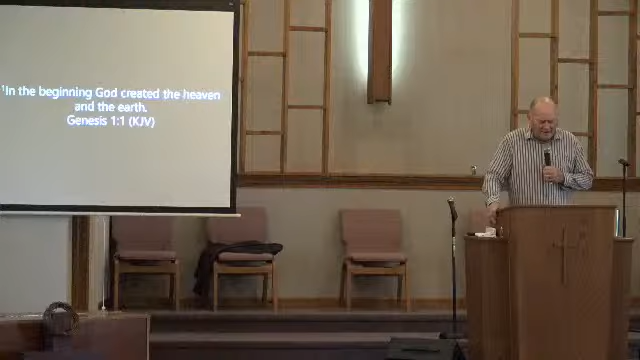 ¹In the beginning God created the heaven
and the earth.
Genesis 1:1 (KJV)